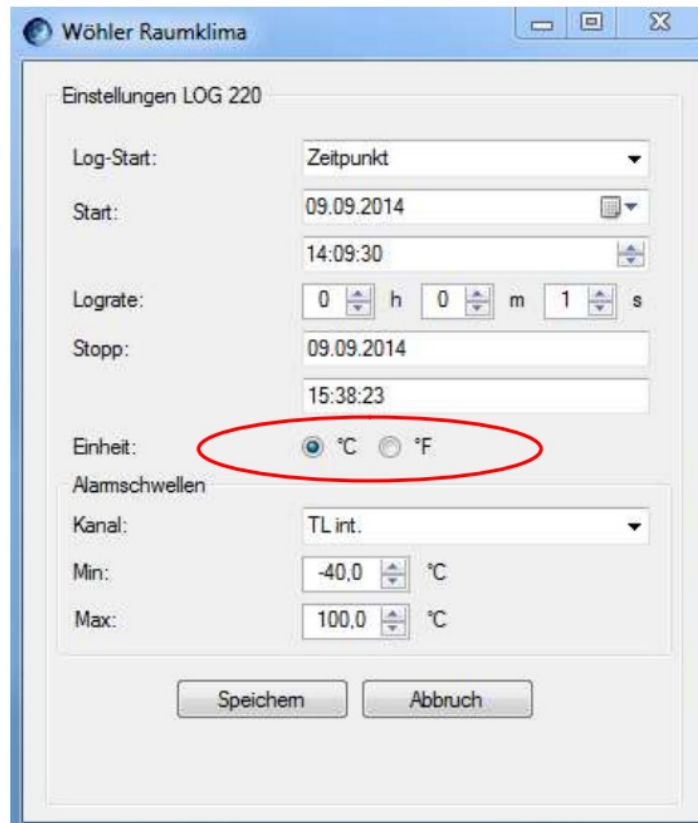 Wöhler Raumklima
Einstellungen LOG 220
Log-Start: Zeitpunkt
Start: 09.09.2014
14:09:30
Lograte: 0 h 0 m 1 s
Stopp: 09.09.2014
15:38:23
Einheit: °C °F
Alarmschwellen
Kanal: TL int.
Min: -40,0 °C
Max: 100,0 °C
Speichern Abbruch